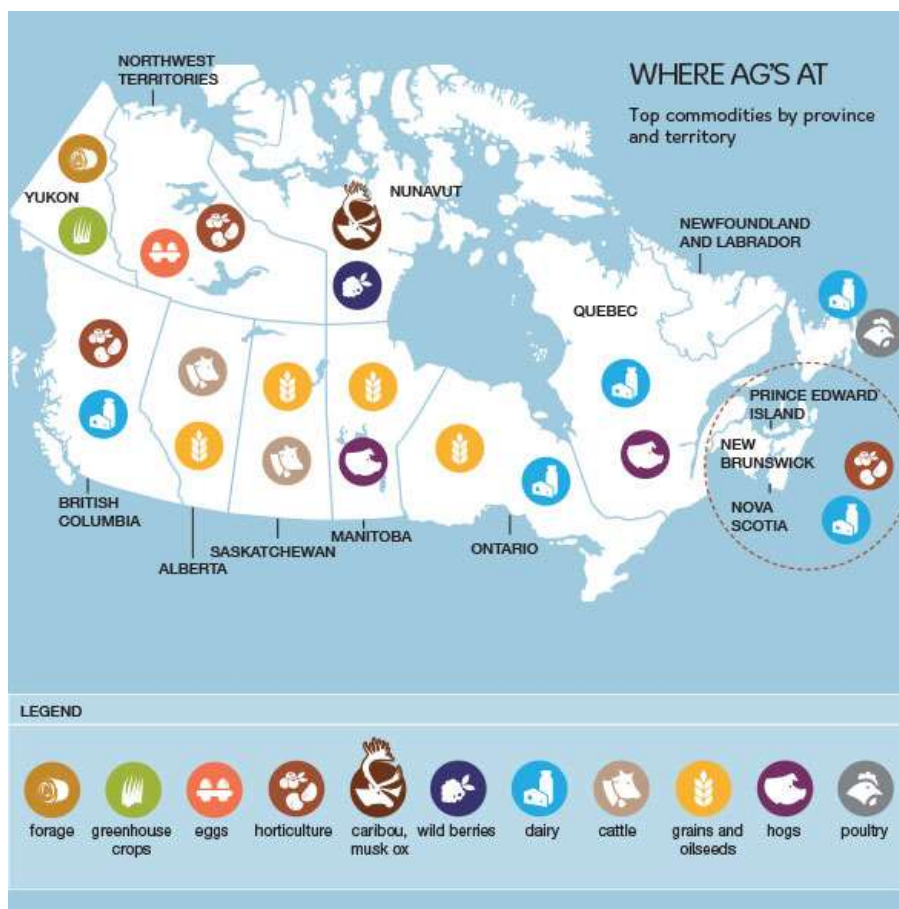 WHERE AG'S AT
Top commodities by province
and territory
NORTHWEST
TERRITORIES
YUKON
NUNAVUT
NEWFOUNDLAND
AND LABRADOR
QUEBEC
PRINCE EDWARD
ISLAND
NEW
BRUNSWICK
NOVA
SCOTIA
BRITISH
COLUMBIA
ALBERTA
SASKATCHEWAN
MANITOBA
ONTARIO
LEGEND
forage
greenhouse
crops
eggs
horticulture
caribou,
musk ox
wild berries
dairy
cattle
grains and
oilseeds
hogs
poultry